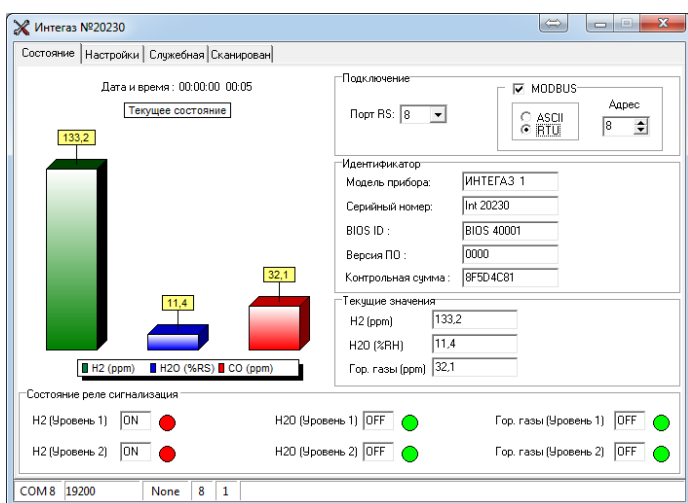 Интегаз №20230
Состояние Настройки Служебная Сканирован
Дата и время : 00:00:00 00:05
Текущее состояние
133,2
11,4
32,1
H2 (ppm) H2O (%RS) CO (ppm)
Подключение
Порт RS: 8
MODBUS
ASCII
RTU
Адрес
8
Идентификатор
Модель прибора: ИНТЕГАЗ 1
Серийный номер: Int 20230
BIOS ID : BIOS 40001
Версия ПО : 0000
Контрольная сумма : 8F5D4C81
Текущие значения
H2 (ppm) 133,2
H2O (%RH) 11,4
Гор. газы (ppm) 32,1
Состояние реле сигнализация
H2 (Уровень 1) ON H2O (Уровень 1) OFF Гор. газы (Уровень 1) OFF
H2 (Уровень 2) ON H2O (Уровень 2) OFF Гор. газы (Уровень 2) OFF
COM 8 19200 None 8 1